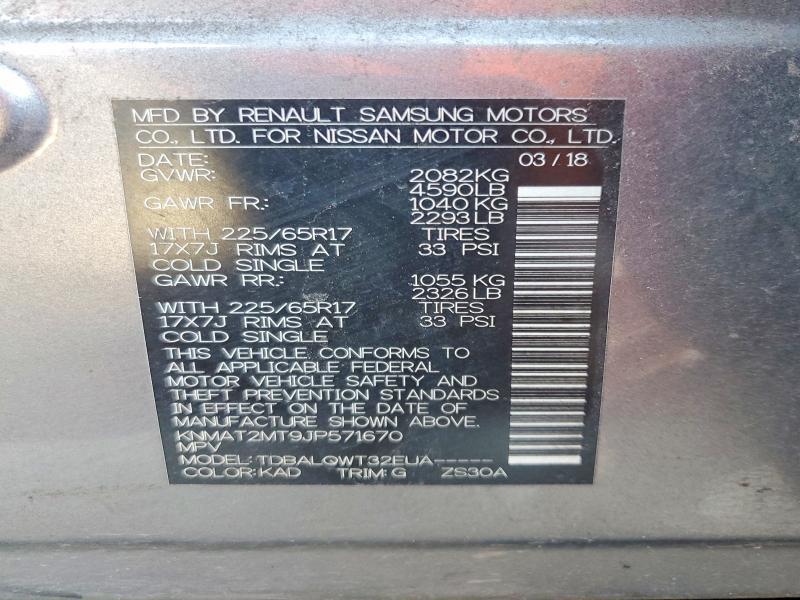 MFD BY RENAULT SAMSUNG MOTORS
CO., LTD. FOR NISSAN MOTOR CO., LTD.
DATE: 03 / 18
GVWR: 2082KG
4590LB
GAWR FR.: 1040 KG
2293 LB
WITH 225/65R17 TIRES
17X7J RIMS AT 33 PSI
COLD SINGLE
GAWR RR.: 1055 KG
2326 LB
WITH 225/65R17 TIRES
17X7J RIMS AT 33 PSI
COLD SINGLE
THIS VEHICLE CONFORMS TO
ALL APPLICABLE FEDERAL
MOTOR VEHICLE SAFETY AND
THEFT PREVENTION STANDARDS
IN EFFECT ON THE DATE OF
MANUFACTURE SHOWN ABOVE.
KNMAT2MT9JP571670
MPV
MODEL: TDBALQWT32EUA-----
COLOR: KAD TRIM: G ZS30A